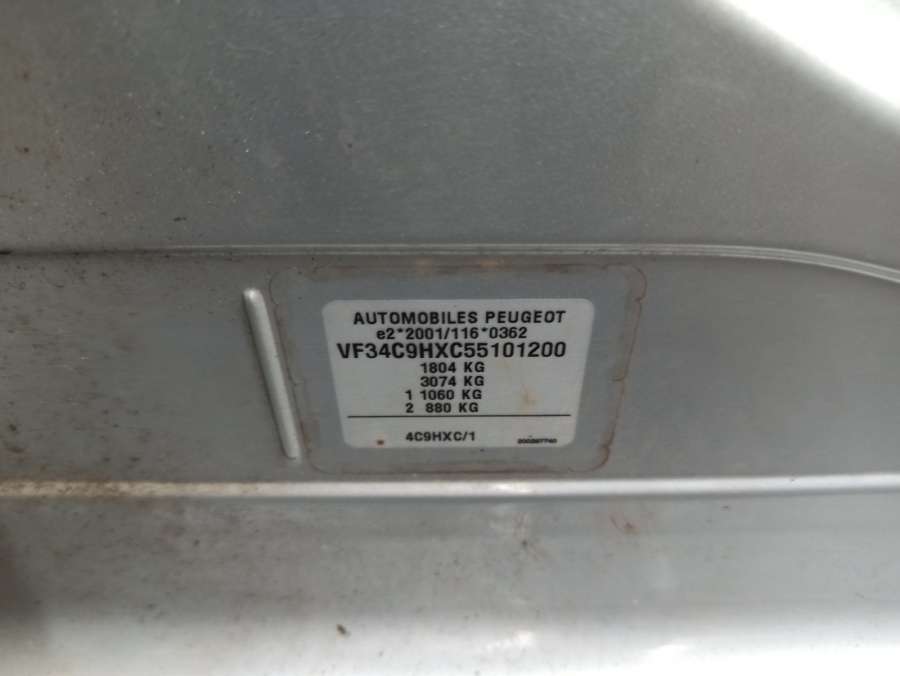 AUTOMOBILES PEUGEOT
e2*2001/116*0362
VF34C9HXC55101200
1804 KG
3074 KG
1 1060 KG
2 880 KG
4C9HXC/1